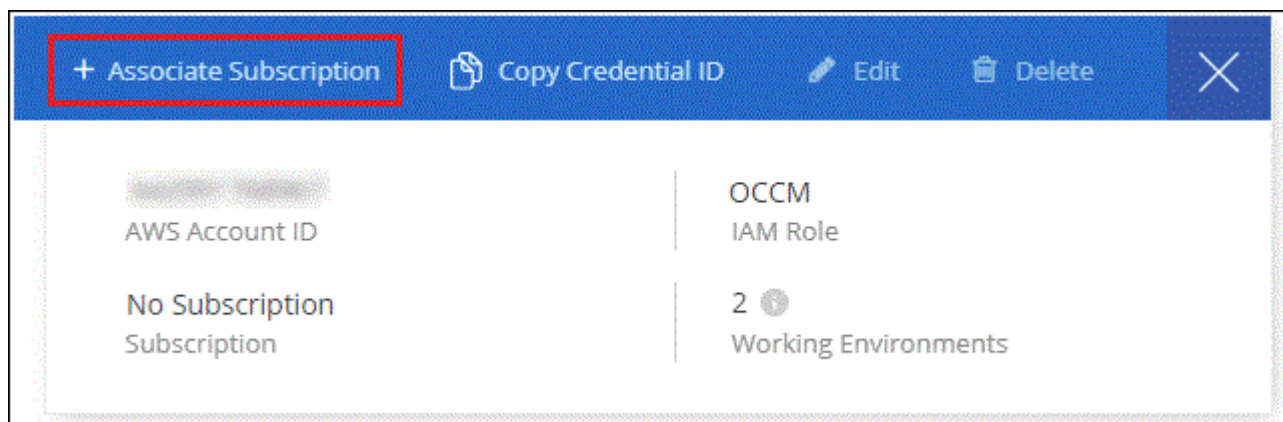 + Associate Subscription Copy Credential ID Edit Delete
OCCM
AWS Account ID IAM Role
No Subscription 2
Subscription Working Environments